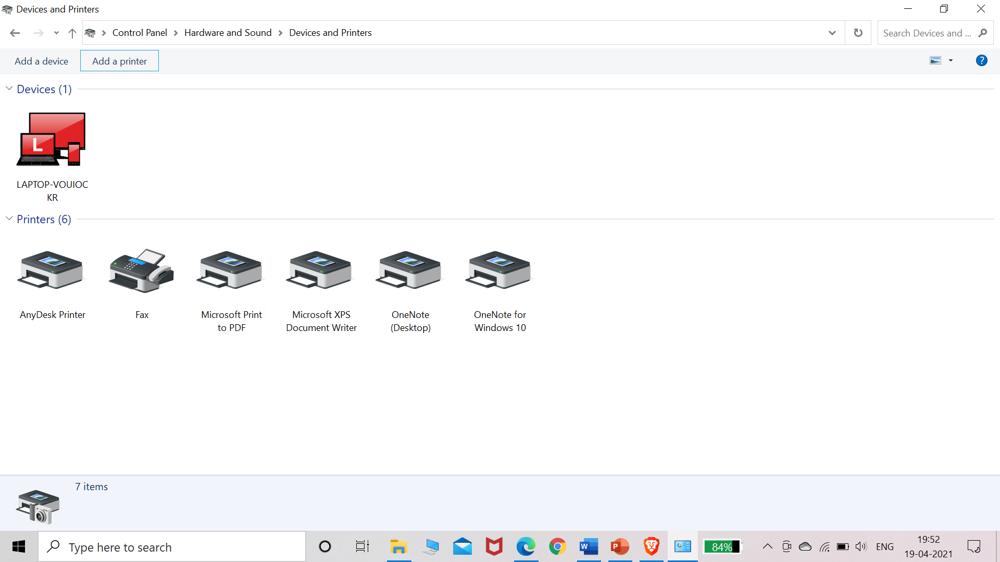 Devices and Printers
Control Panel
Hardware and Sound
Devices and Printers
Search Devices and ...
Add a device
Add a printer
?
Devices (1)
L
LAPTOP-VOUIOC
KR
Printers (6)
AnyDesk Printer
Fax
Microsoft Print
to PDF
Microsoft XPS
Document Writer
OneNote
(Desktop)
OneNote for
Windows 10
7 items
Type here to search
W
P
84%
ENG
19:52
19-04-2021